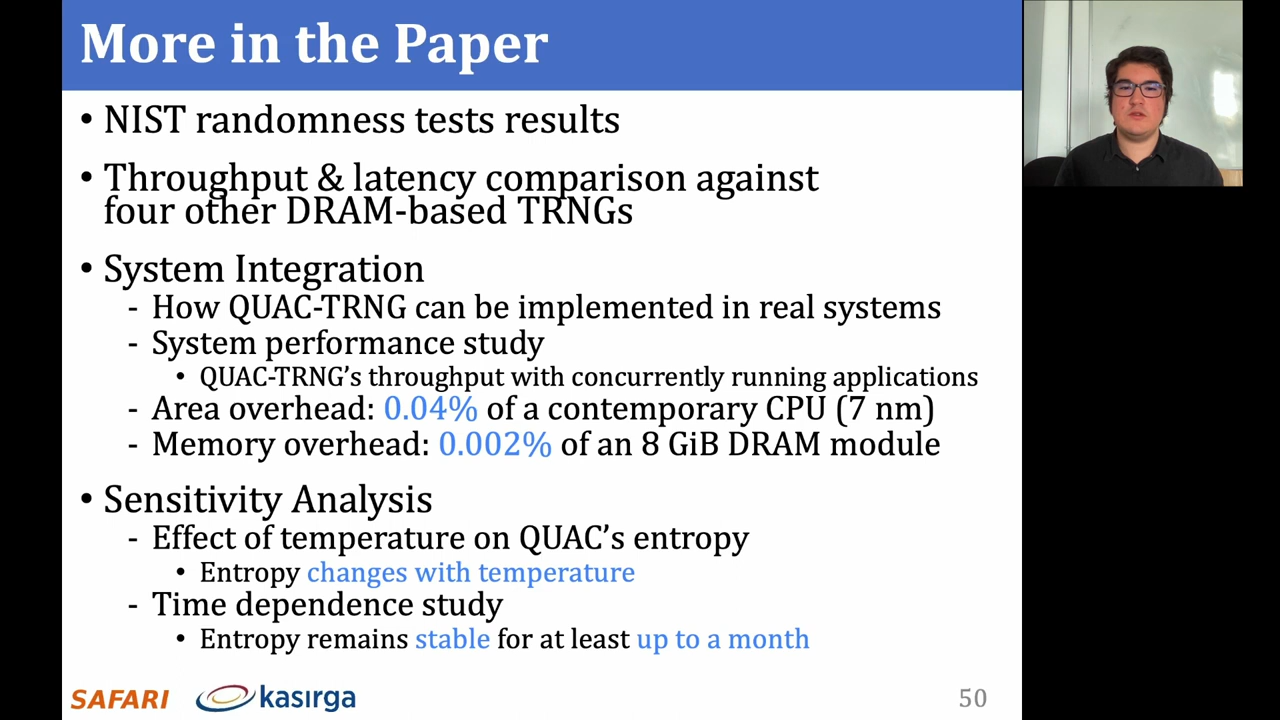 More in the Paper
• NIST randomness tests results
• Throughput & latency comparison against
four other DRAM-based TRNGs
• System Integration
- How QUAC-TRNG can be implemented in real systems
- System performance study
• QUAC-TRNG’s throughput with concurrently running applications
- Area overhead: 0.04% of a contemporary CPU (7 nm)
- Memory overhead: 0.002% of an 8 GiB DRAM module
• Sensitivity Analysis
- Effect of temperature on QUAC’s entropy
• Entropy changes with temperature
- Time dependence study
• Entropy remains stable for at least up to a month
SAFARI kasırga 50